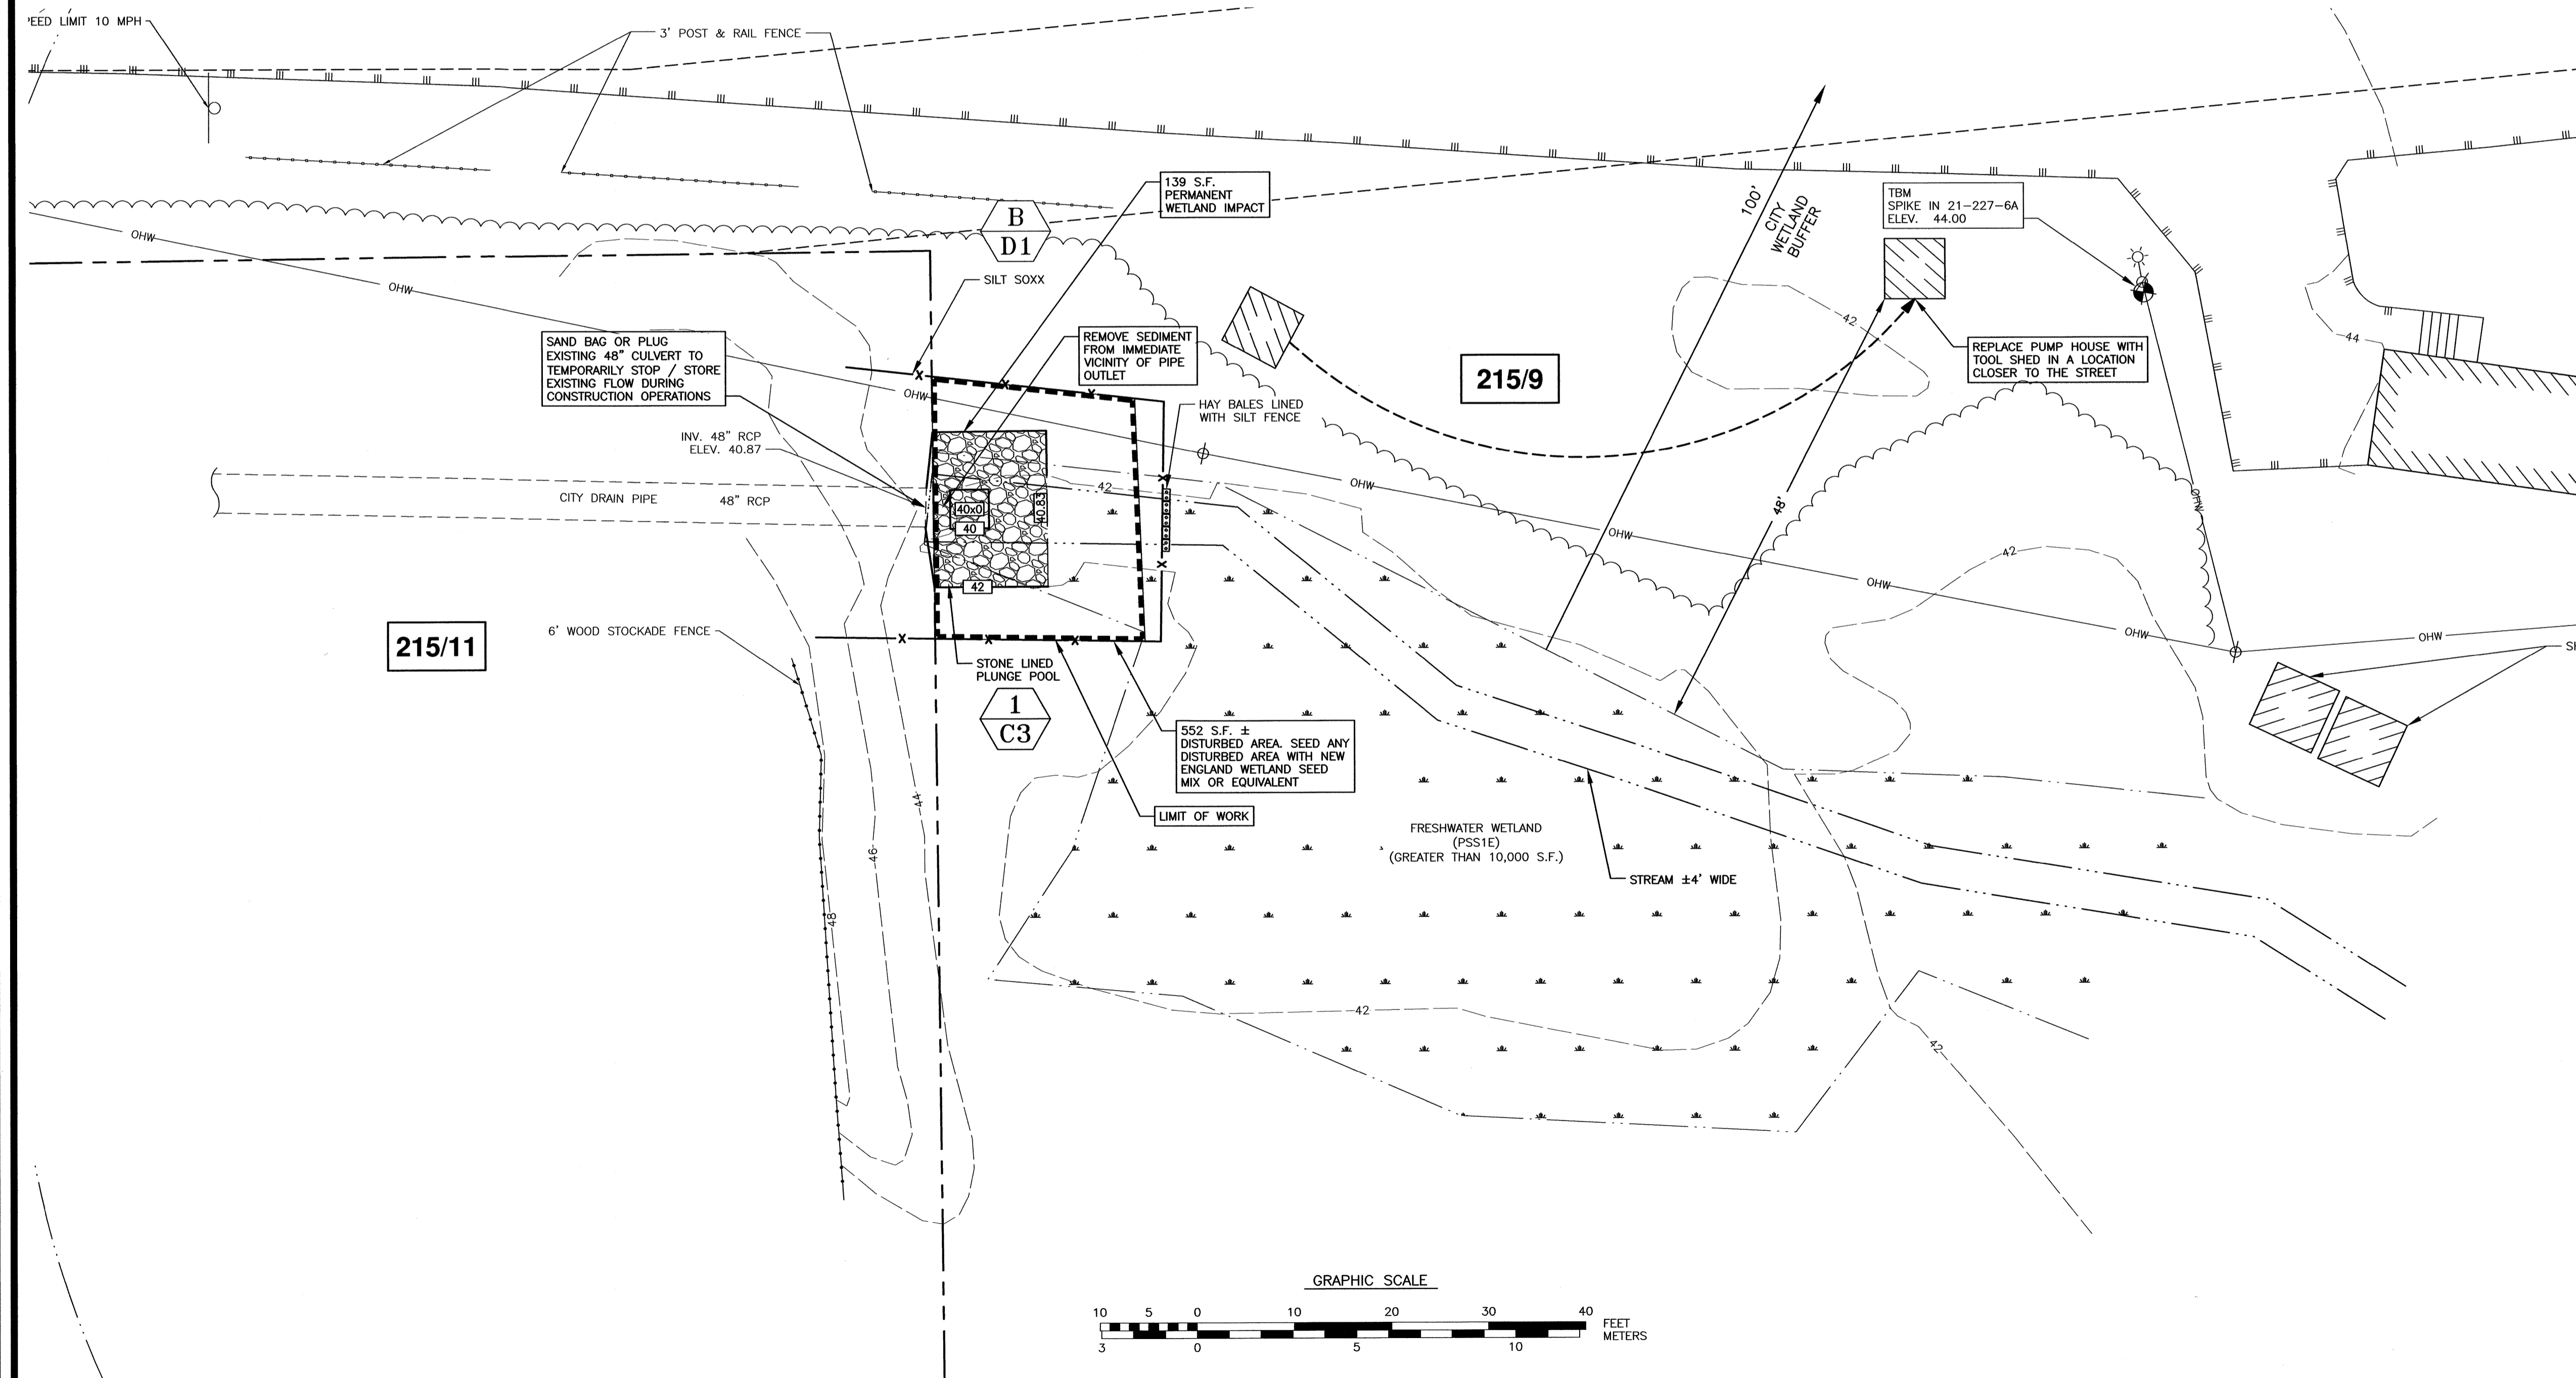 'EED LIMIT 10 MPH
3' POST & RAIL FENCE
139 S.F.
PERMANENT
WETLAND IMPACT
B
D1
100'
CITY
WETLAND
BUFFER
TBM
SPIKE IN 21-227-6A
ELEV. 44.00
OHW
OHW
SILT SOXX
SAND BAG OR PLUG
EXISTING 48" CULVERT TO
TEMPORARILY STOP / STORE
EXISTING FLOW DURING
CONSTRUCTION OPERATIONS
REMOVE SEDIMENT
FROM IMMEDIATE
VICINITY OF PIPE
OUTLET
42
44
REPLACE PUMP HOUSE WITH
TOOL SHED IN A LOCATION
CLOSER TO THE STREET
215/9
OHW
HAY BALES LINED
WITH SILT FENCE
INV. 48" RCP
ELEV. 40.87
CITY DRAIN PIPE
48" RCP
42
40x0
40
40.83
42
OHW
OHW
48'
OHW
42
OHW
OHW
OHW
SH
215/11
6' WOOD STOCKADE FENCE
STONE LINED
PLUNGE POOL
1
C3
552 S.F. ±
DISTURBED AREA. SEED ANY
DISTURBED AREA WITH NEW
ENGLAND WETLAND SEED
MIX OR EQUIVALENT
LIMIT OF WORK
44
46
48
FRESHWATER WETLAND
(PSS1E)
(GREATER THAN 10,000 S.F.)
STREAM ±4' WIDE
42
42
GRAPHIC SCALE
10 5 0 10 20 30 40
FEET
METERS
3 0 5 10